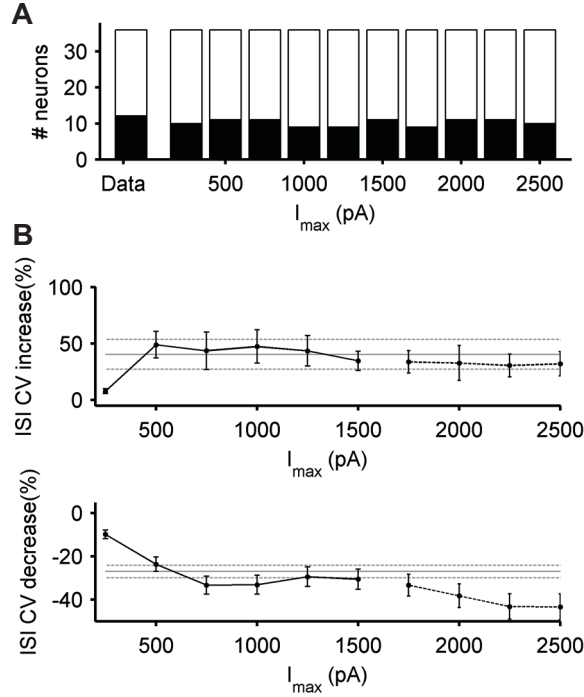 A
# neurons
30
20
10
0
Data 500 1000 1500 2000 2500
I_max (pA)
B
ISI CV increase(%)
100
50
0
500 1000 1500 2000 2500
I_max (pA)
ISI CV decrease(%)
0
-20
-40
500 1000 1500 2000 2500
I_max (pA)